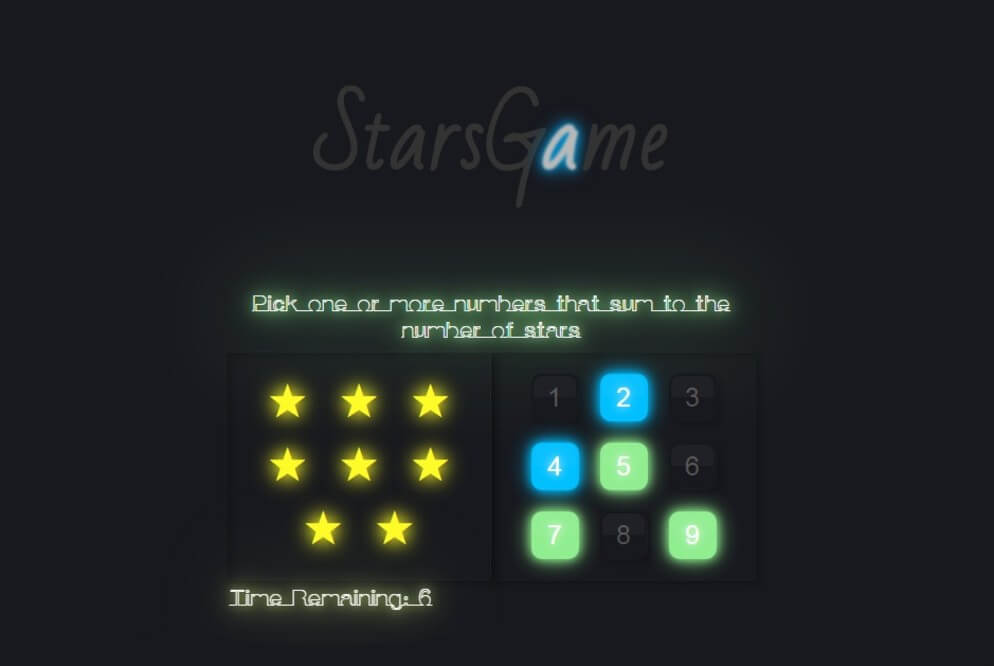 StarsGame
Pick one or more numbers that sum to the
number of stars
1 2 3
4 5 6
7 8 9
Time Remaining: 6